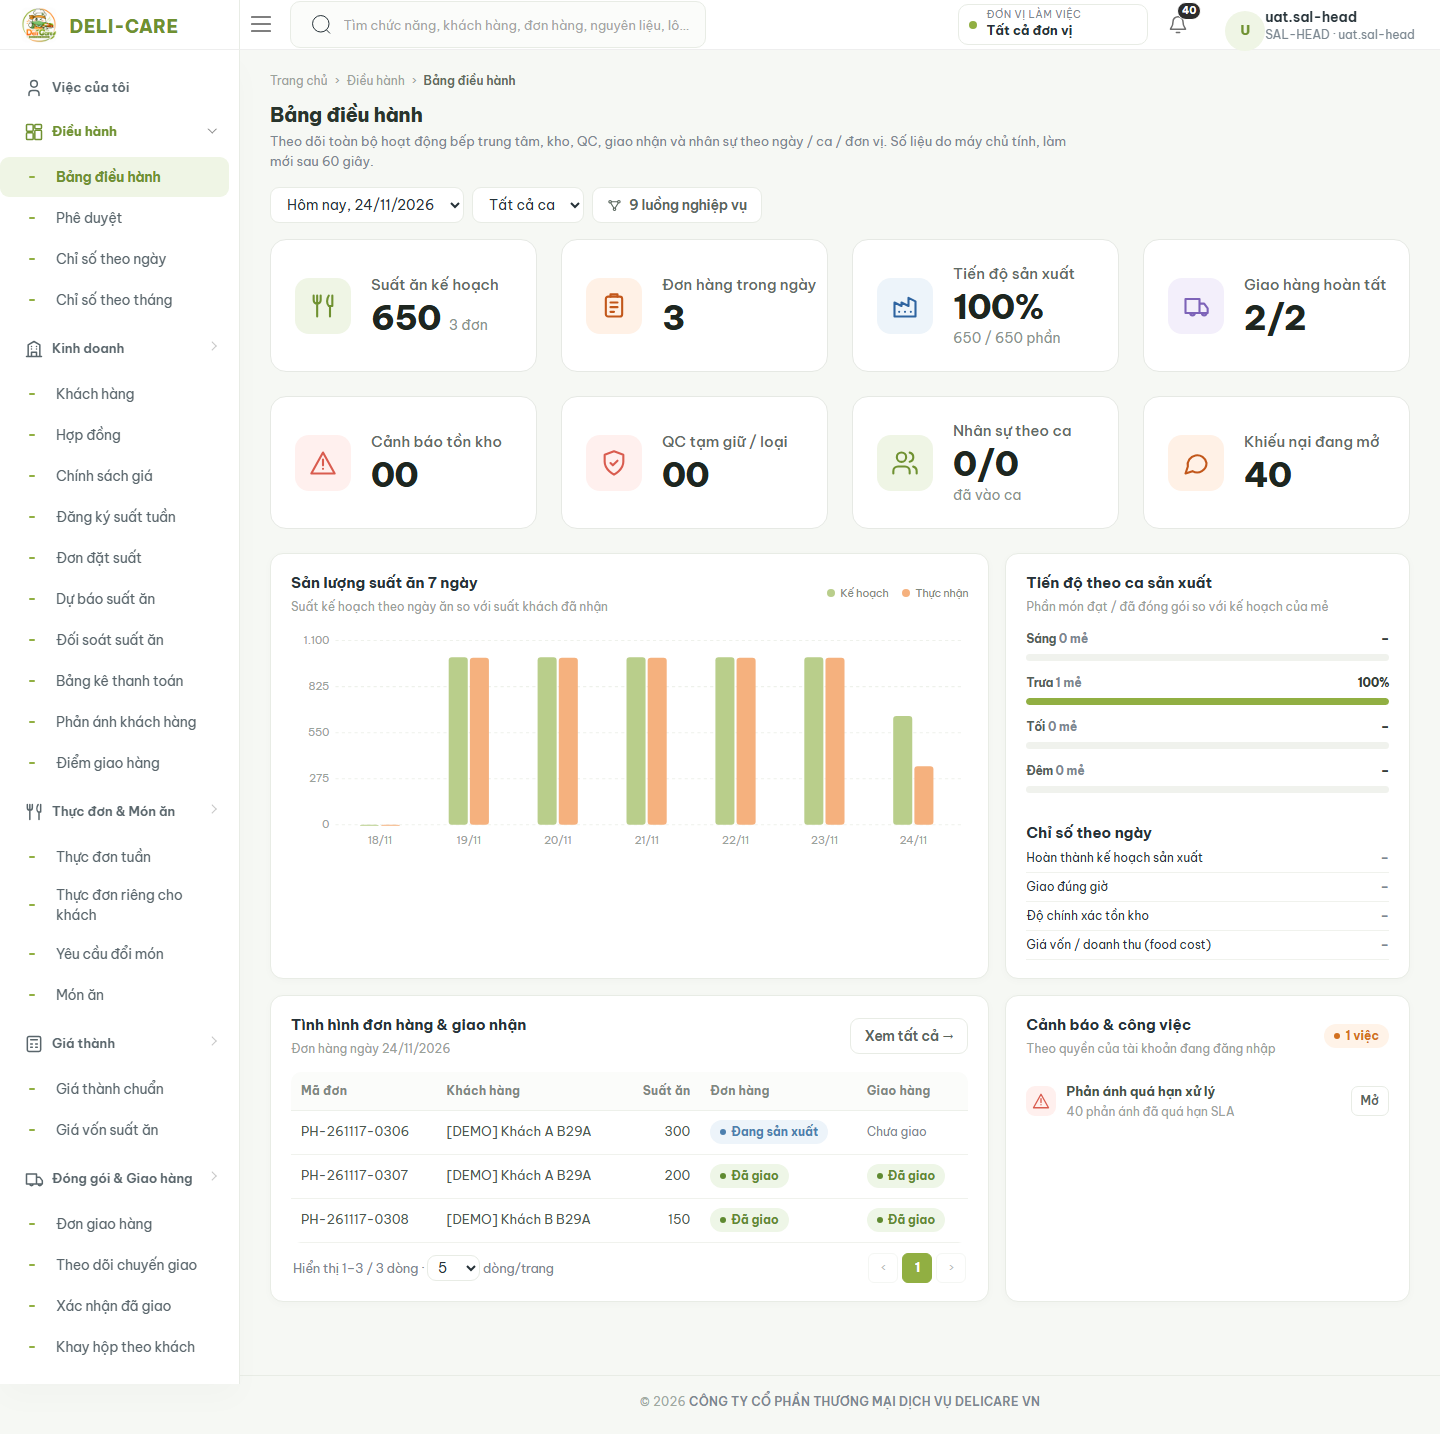 DELI-CARE
Tìm chức năng, khách hàng, đơn hàng, nguyên liệu, lô...
ĐƠN VỊ LÀM VIỆC
Tất cả đơn vị
40
U
uat.sal-head
SAL-HEAD · uat.sal-head
Việc của tôi
Điều hành
Bảng điều hành
Phê duyệt
Chỉ số theo ngày
Chỉ số theo tháng
Kinh doanh
Khách hàng
Hợp đồng
Chính sách giá
Đăng ký suất tuần
Đơn đặt suất
Dự báo suất ăn
Đối soát suất ăn
Bảng kê thanh toán
Phản ánh khách hàng
Điểm giao hàng
Thực đơn & Món ăn
Thực đơn tuần
Thực đơn riêng cho
khách
Yêu cầu đổi món
Món ăn
Giá thành
Giá thành chuẩn
Giá vốn suất ăn
Đóng gói & Giao hàng
Đơn giao hàng
Theo dõi chuyến giao
Xác nhận đã giao
Khay hộp theo khách
Trang chủ › Điều hành › Bảng điều hành
Bảng điều hành
Theo dõi toàn bộ hoạt động bếp trung tâm, kho, QC, giao nhận và nhân sự theo ngày / ca / đơn vị. Số liệu do máy chủ tính, làm
mới sau 60 giây.
Hôm nay, 24/11/2026
Tất cả ca
9 luồng nghiệp vụ
Suất ăn kế hoạch
650 3 đơn
Đơn hàng trong ngày
3
Tiến độ sản xuất
100%
650 / 650 phần
Giao hàng hoàn tất
2/2
Cảnh báo tồn kho
00
QC tạm giữ / loại
00
Nhân sự theo ca
0/0
đã vào ca
Khiếu nại đang mở
40
Sản lượng suất ăn 7 ngày
Suất kế hoạch theo ngày ăn so với suất khách đã nhận
Kế hoạch
Thực nhận
1.100
825
550
275
0
18/11
19/11
20/11
21/11
22/11
23/11
24/11
Tiến độ theo ca sản xuất
Phần món đạt / đã đóng gói so với kế hoạch của mẻ
Sáng 0 mẻ –
Trưa 1 mẻ 100%
Tối 0 mẻ –
Đêm 0 mẻ –
Chỉ số theo ngày
Hoàn thành kế hoạch sản xuất –
Giao đúng giờ –
Độ chính xác tồn kho –
Giá vốn / doanh thu (food cost) –
Tình hình đơn hàng & giao nhận
Đơn hàng ngày 24/11/2026
Xem tất cả →
Mã đơn Khách hàng Suất ăn Đơn hàng Giao hàng
PH-261117-0306 [DEMO] Khách A B29A 300 Đang sản xuất Chưa giao
PH-261117-0307 [DEMO] Khách A B29A 200 Đã giao Đã giao
PH-261117-0308 [DEMO] Khách B B29A 150 Đã giao Đã giao
Hiển thị 1–3 / 3 dòng · 5 dòng/trang
‹ 1 ›
Cảnh báo & công việc
Theo quyền của tài khoản đang đăng nhập
1 việc
Phản ánh quá hạn xử lý
40 phản ánh đã quá hạn SLA
Mở
© 2026 CÔNG TY CỔ PHẦN THƯƠNG MẠI DỊCH VỤ DELICARE VN